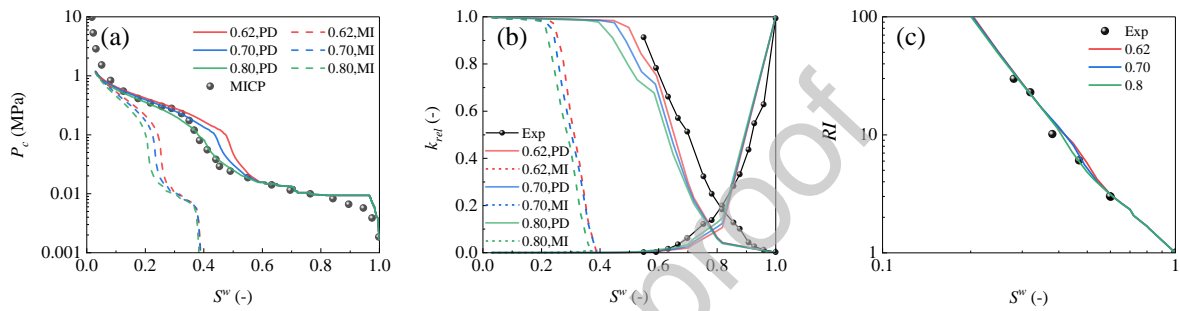 (a)
0.62,PD
0.62,MI
0.70,PD
0.70,MI
0.80,PD
0.80,MI
MICP
10
1
0.1
0.01
0.001
P_c (MPa)
0.0 0.2 0.4 0.6 0.8 1.0
S^w (-)
(b)
1.0
0.8
0.6
0.4
0.2
0.0
k_rel (-)
Exp
0.62,PD
0.62,MI
0.70,PD
0.70,MI
0.80,PD
0.80,MI
0.0 0.2 0.4 0.6 0.8 1.0
S^w (-)
(c)
Exp
0.62
0.70
0.8
100
10
1
RI
0.1 1
S^w (-)
proof